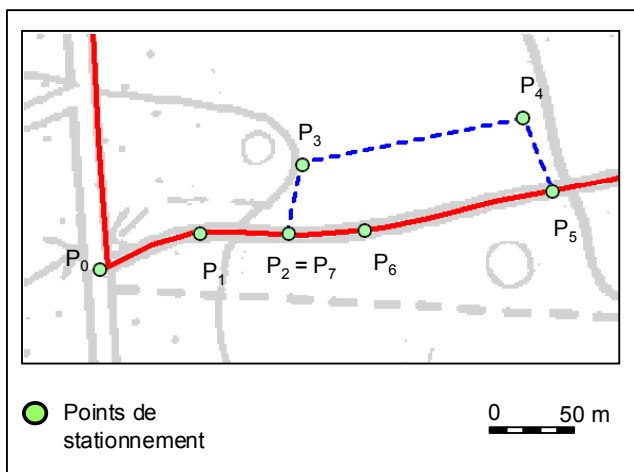 P4
P3
P0
P1
P2 = P7
P6
P5
Points de
stationnement
0 50 m